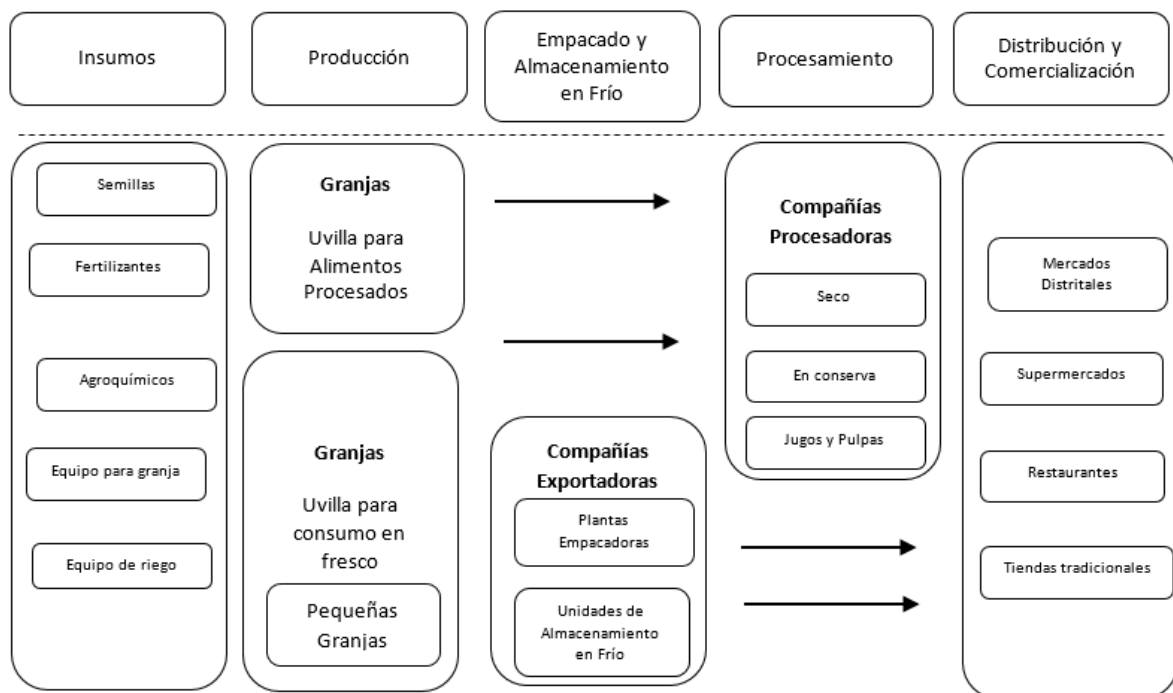 Insumos
Producción
Empacado y
Almacenamiento
en Frío
Procesamiento
Distribución y
Comercialización
Semillas
Fertilizantes
Agroquímicos
Equipo para granja
Equipo de riego
Granjas
Uvilla para
Alimentos
Procesados
Granjas
Uvilla para
consumo en
fresco
Pequeñas
Granjas
Compañías
Exportadoras
Plantas
Empacadoras
Unidades de
Almacenamiento
en Frío
Compañías
Procesadoras
Seco
En conserva
Jugos y Pulpas
Mercados
Distritales
Supermercados
Restaurantes
Tiendas tradicionales